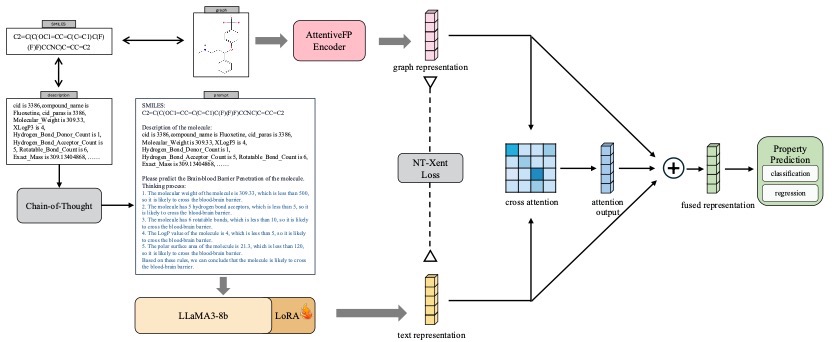 SMILES
C2=C(C(OC1=CC=C(C=C1)C(F)
(F)F)CCNC)C=CC=C2
graph
AttentiveFP
Encoder
graph representation
description
cid is 3386,compound_name is
Fluoxetine, cid_paras is 3386,
Molecular_Weight is 309.33,
XLogP3 is 4,
Hydrogen_Bond_Donor_Count is 1,
Hydrogen_Bond_Acceptor_Count is
5, Rotatable_Bond_Count is 6,
Exact_Mass is 309.13404868, ……
Chain-of-Thought
prompt
SMILES:
C2=C(C(OC1=CC=C(C=C1)C(F)(F)F)CCNC)C=CC=C2
Description of the molecule:
cid is 3386,compound_name is Fluoxetine, cid_paras is 3386,
Molecular_Weight is 309.33, XLogP3 is 4,
Hydrogen_Bond_Donor_Count is 1,
Hydrogen_Bond_Acceptor_Count is 5, Rotatable_Bond_Count is 6,
Exact_Mass is 309.13404868, ……
Please predict the Brain-blood Barrier Penetration of the molecule.
Thinking process:
1. The molecular weight of the molecule is 309.33, which is less than 500,
so it is likely to cross the blood-brain barrier.
2. The molecule has 5 hydrogen bond acceptors, which is less than 5, so it
is likely to cross the blood-brain barrier.
3. The molecule has 6 rotatable bonds, which is less than 10, so it is likely
to cross the blood-brain barrier.
4. The LogP value of the molecule is 4, which is less than 5, so it is likely
to cross the blood-brain barrier.
5. The polar surface area of the molecule is 21.3, which is less than 120,
so it is likely to cross the blood-brain barrier.
Based on these rules, we can conclude that the molecule is likely to cross
the blood-brain barrier.
LLaMA3-8b
LoRA
text representation
NT-Xent
Loss
cross attention
attention
output
fused representation
Property
Prediction
classification
regression